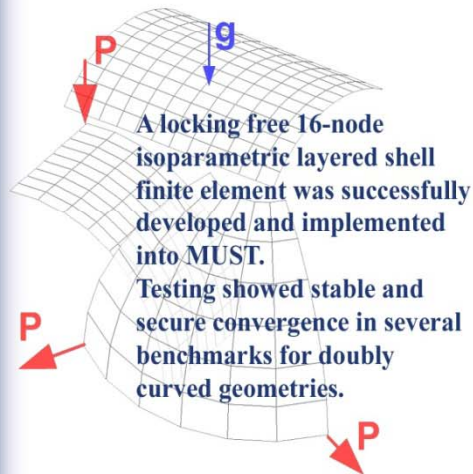 g
P
A locking free 16-node
isoparametric layered shell
finite element was successfully
developed and implemented
into MUST.
Testing showed stable and
secure convergence in several
benchmarks for doubly
curved geometries.
P
P